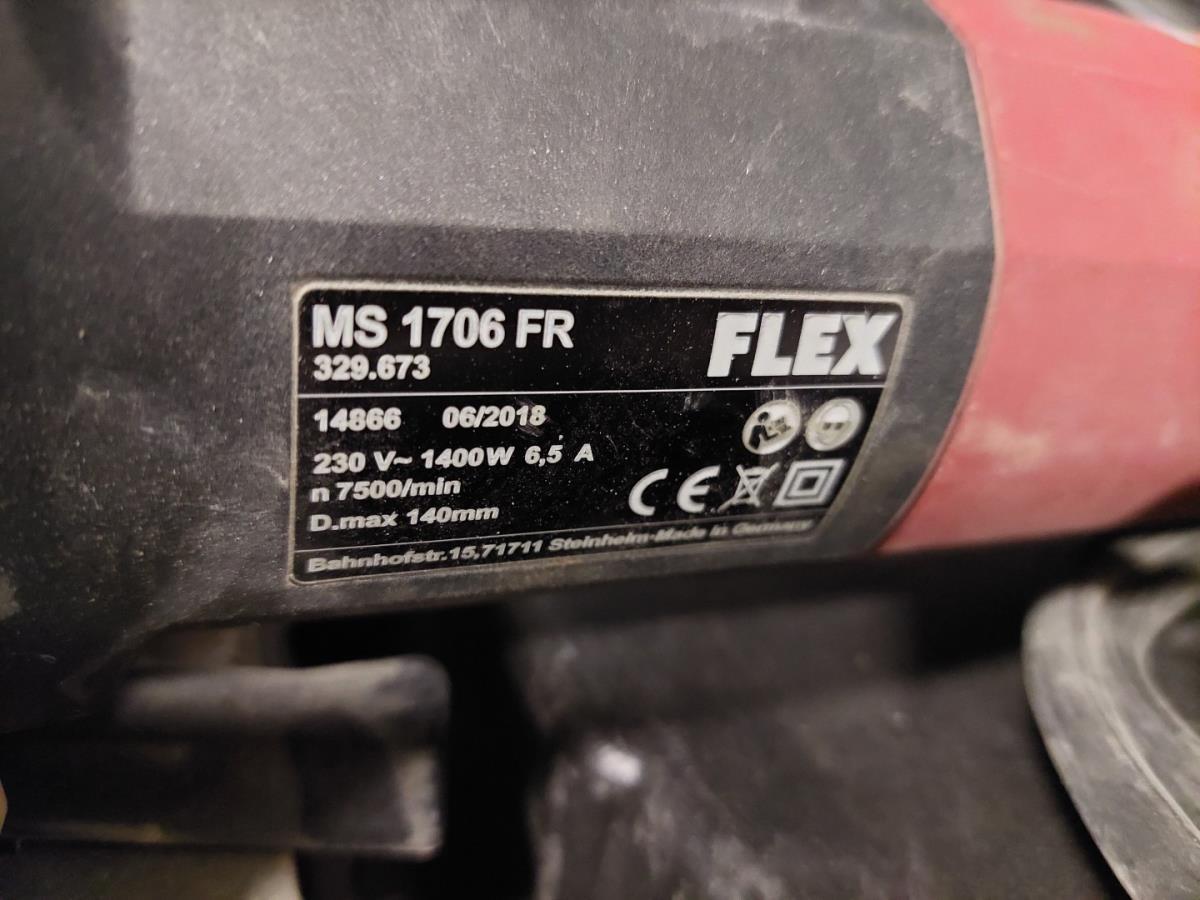 MS 1706 FR
FLEX
329.673
14866 06/2018
230 V~ 1400W 6,5 A
n 7500/min
D.max 140mm
CE
Bahnhofstr.15,71711 Steinheim-Made in Germany